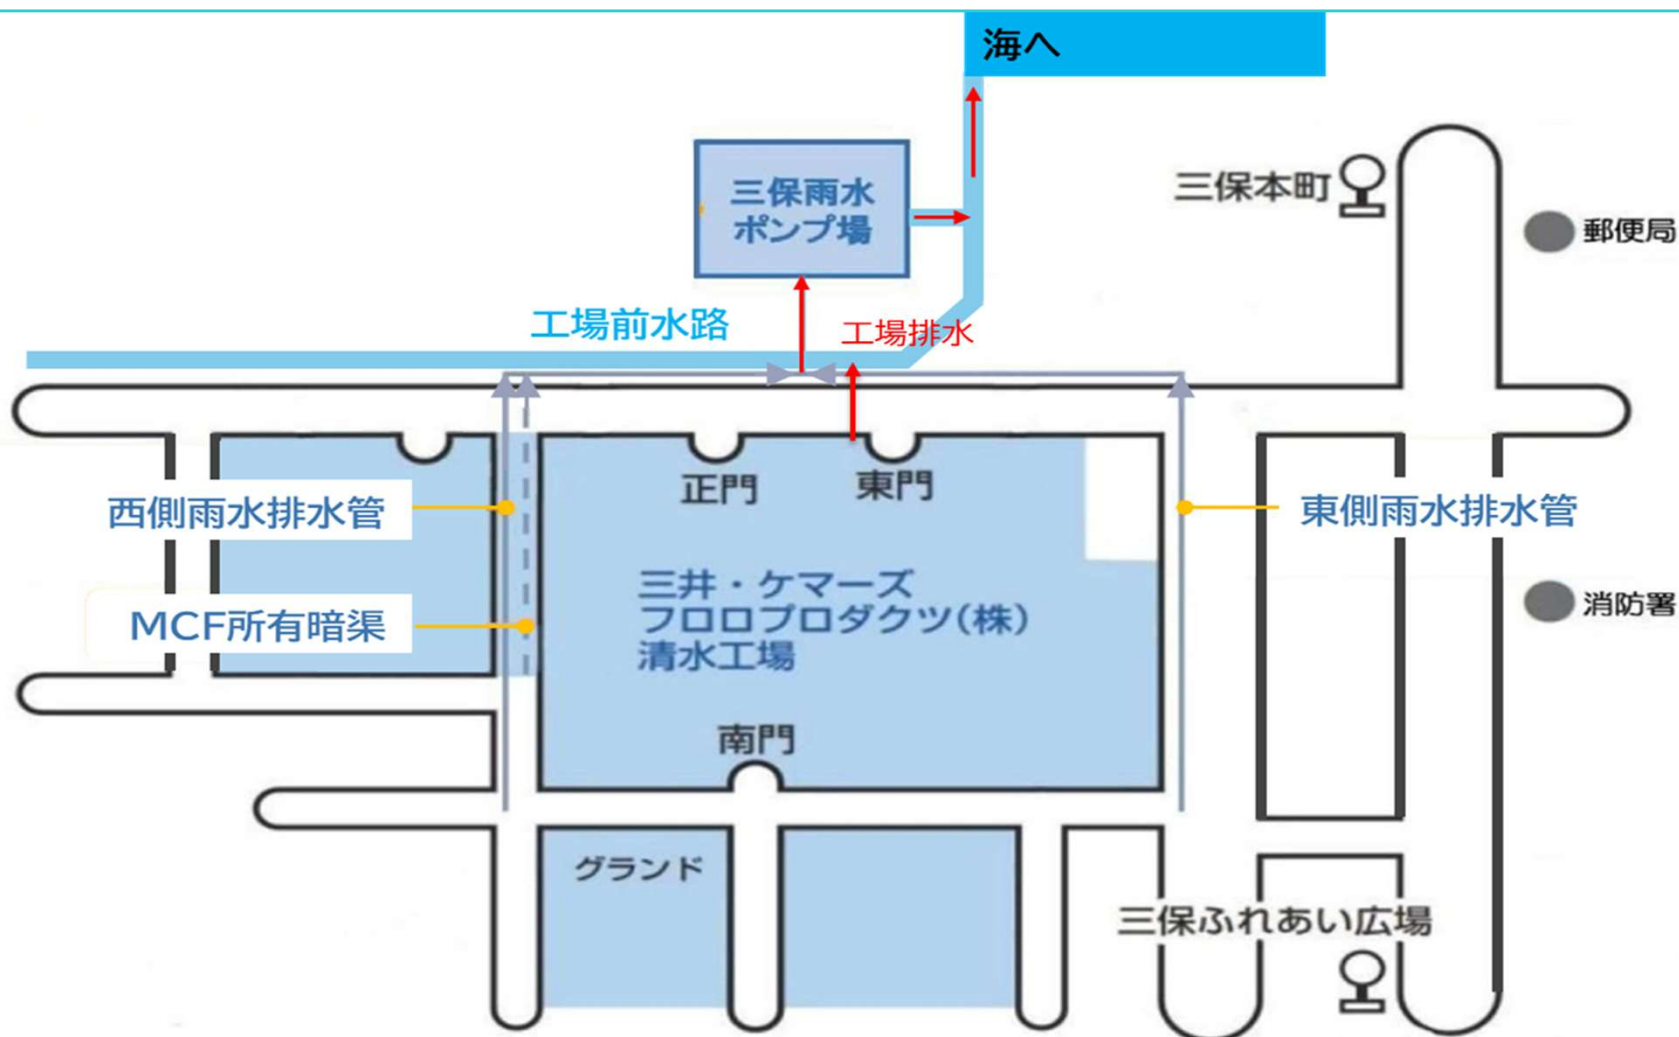 海へ
三保雨水
ポンプ場
三保本町
郵便局
工場前水路
工場排水
正門
東門
西側雨水排水管
東側雨水排水管
三井・ケマーズ
フロロプロダクツ(株)
清水工場
MCF所有暗渠
消防署
南門
グランド
三保ふれあい広場